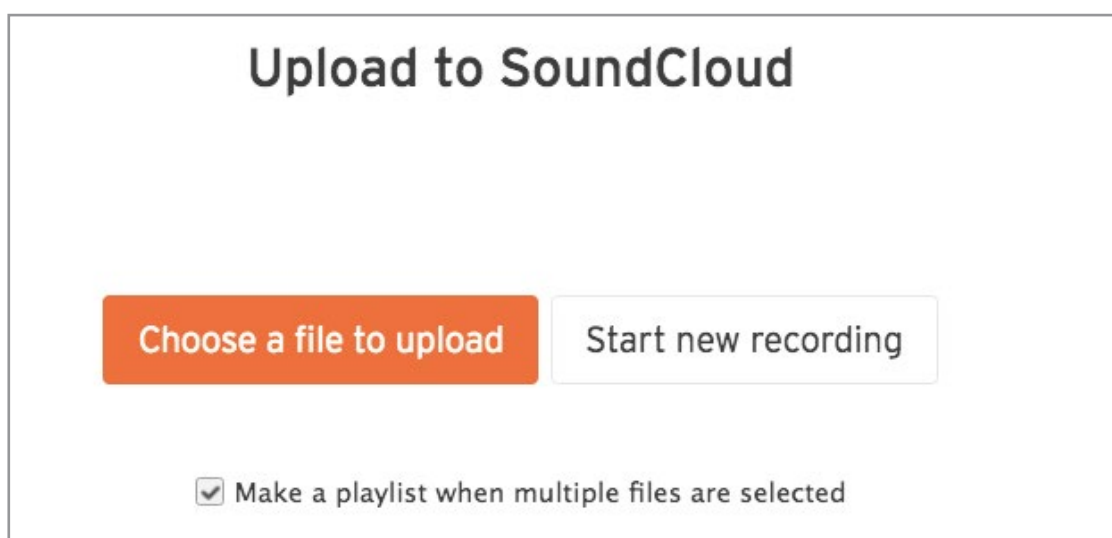 Upload to SoundCloud
Choose a file to upload
Start new recording
Make a playlist when multiple files are selected